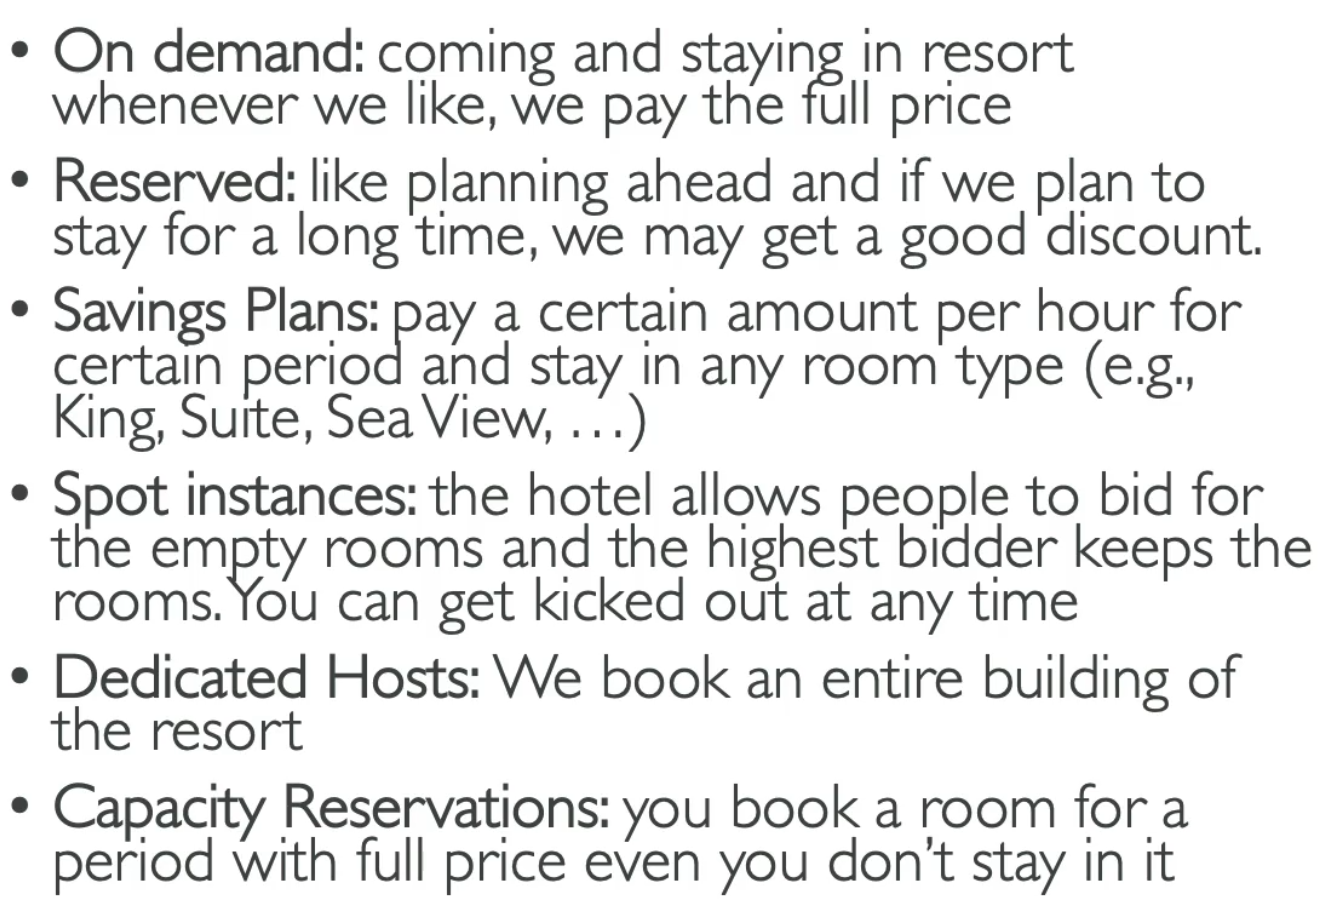 • On demand: coming and staying in resort
whenever we like, we pay the full price
• Reserved: like planning ahead and if we plan to
stay for a long time, we may get a good discount.
• Savings Plans: pay a certain amount per hour for
certain period and stay in any room type (e.g.,
King, Suite, Sea View, …)
• Spot instances: the hotel allows people to bid for
the empty rooms and the highest bidder keeps the
rooms. You can get kicked out at any time
• Dedicated Hosts: We book an entire building of
the resort
• Capacity Reservations: you book a room for a
period with full price even you don’t stay in it